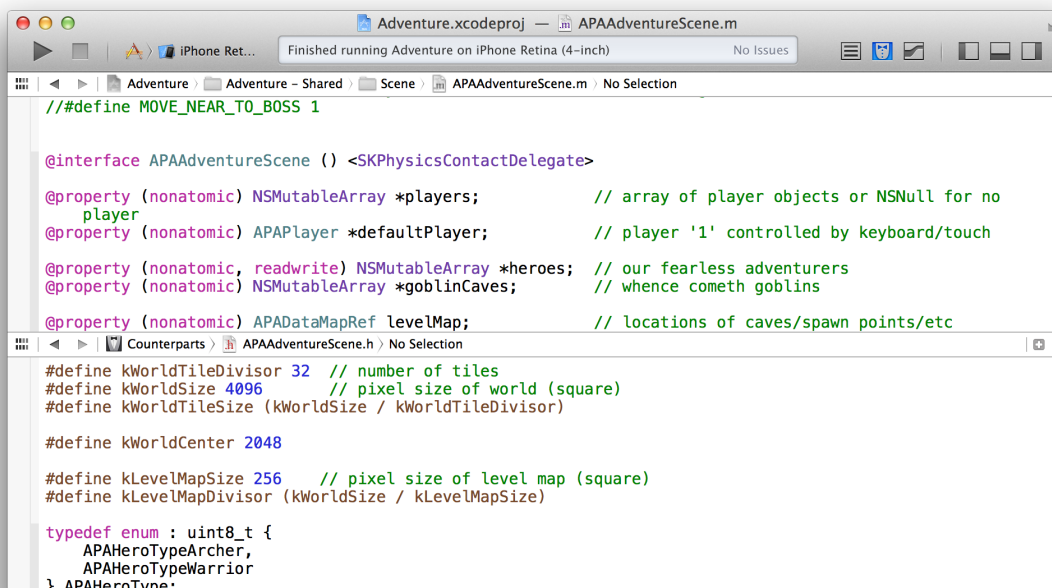 Adventure.xcodeproj — APAAdventureScene.m
iPhone Ret...
Finished running Adventure on iPhone Retina (4-inch) No Issues
Adventure Adventure – Shared Scene APAAdventureScene.m No Selection
//#define MOVE_NEAR_TO_BOSS 1
@interface APAAdventureScene () <SKPhysicsContactDelegate>
@property (nonatomic) NSMutableArray *players; // array of player objects or NSNull for no
player
@property (nonatomic) APAPlayer *defaultPlayer; // player '1' controlled by keyboard/touch
@property (nonatomic, readwrite) NSMutableArray *heroes; // our fearless adventurers
@property (nonatomic) NSMutableArray *goblinCaves; // whence cometh goblins
@property (nonatomic) APADataMapRef levelMap; // locations of caves/spawn points/etc
Counterparts APAAdventureScene.h No Selection
#define kWorldTileDivisor 32 // number of tiles
#define kWorldSize 4096 // pixel size of world (square)
#define kWorldTileSize (kWorldSize / kWorldTileDivisor)
#define kWorldCenter 2048
#define kLevelMapSize 256 // pixel size of level map (square)
#define kLevelMapDivisor (kWorldSize / kLevelMapSize)
typedef enum : uint8_t {
APAHeroTypeArcher,
APAHeroTypeWarrior
} APAHeroType;